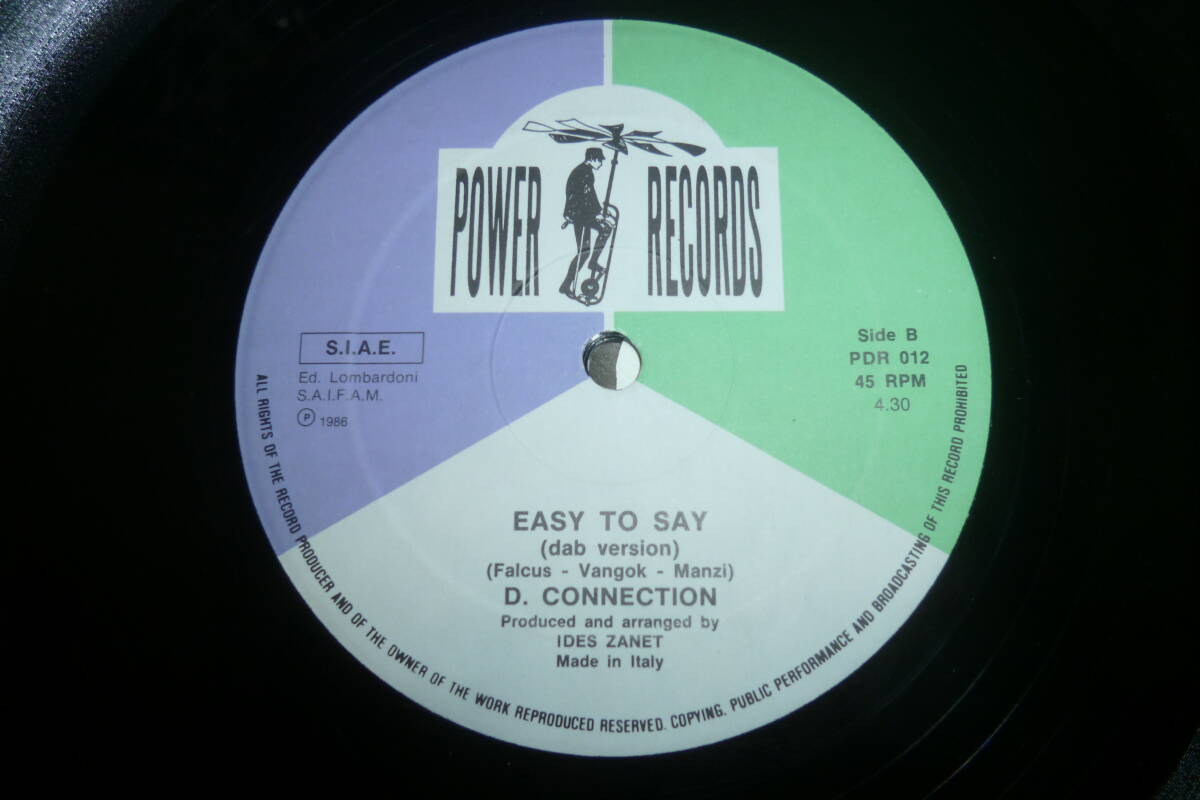 POWER RECORDS
S.I.A.E.
Ed. Lombardoni
S.A.I.F.A.M.
Ⓟ 1986
Side B
PDR 012
45 RPM
4.30
EASY TO SAY
(dab version)
(Falcus - Vangok - Manzi)
D. CONNECTION
Produced and arranged by
IDES ZANET
Made in Italy
ALL RIGHTS OF THE RECORD PRODUCER AND OF THE OWNER OF THE WORK REPRODUCED RESERVED. COPYING, PUBLIC PERFORMANCE AND BROADCASTING OF THIS RECORD PROHIBITED